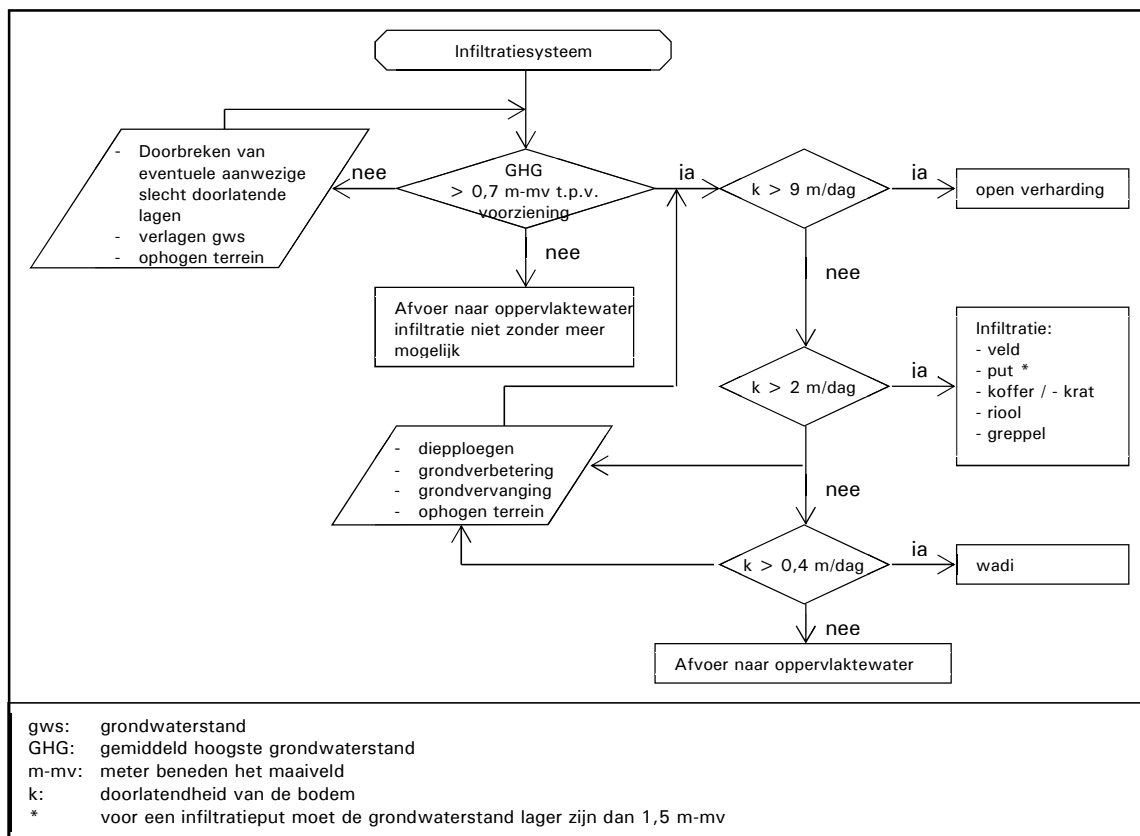 Infiltratiesysteem
- Doorbreken van
eventuele aanwezige
slecht doorlatende
lagen
- verlagen gws
- ophogen terrein
nee
GHG
> 0,7 m-mv t.p.v.
voorziening
ja
k > 9 m/dag
ja
open verharding
nee
Afvoer naar oppervlaktewater
infiltratie niet zonder meer
mogelijk
nee
k > 2 m/dag
ja
Infiltratie:
- veld
- put *
- koffer / - krat
- riool
- greppel
- diepploegen
- grondverbetering
- grondvervanging
- ophogen terrein
nee
k > 0,4 m/dag
ja
wadi
nee
Afvoer naar oppervlaktewater
gws: grondwaterstand
GHG: gemiddeld hoogste grondwaterstand
m-mv: meter beneden het maaiveld
k: doorlatendheid van de bodem
* voor een infiltratieput moet de grondwaterstand lager zijn dan 1,5 m-mv